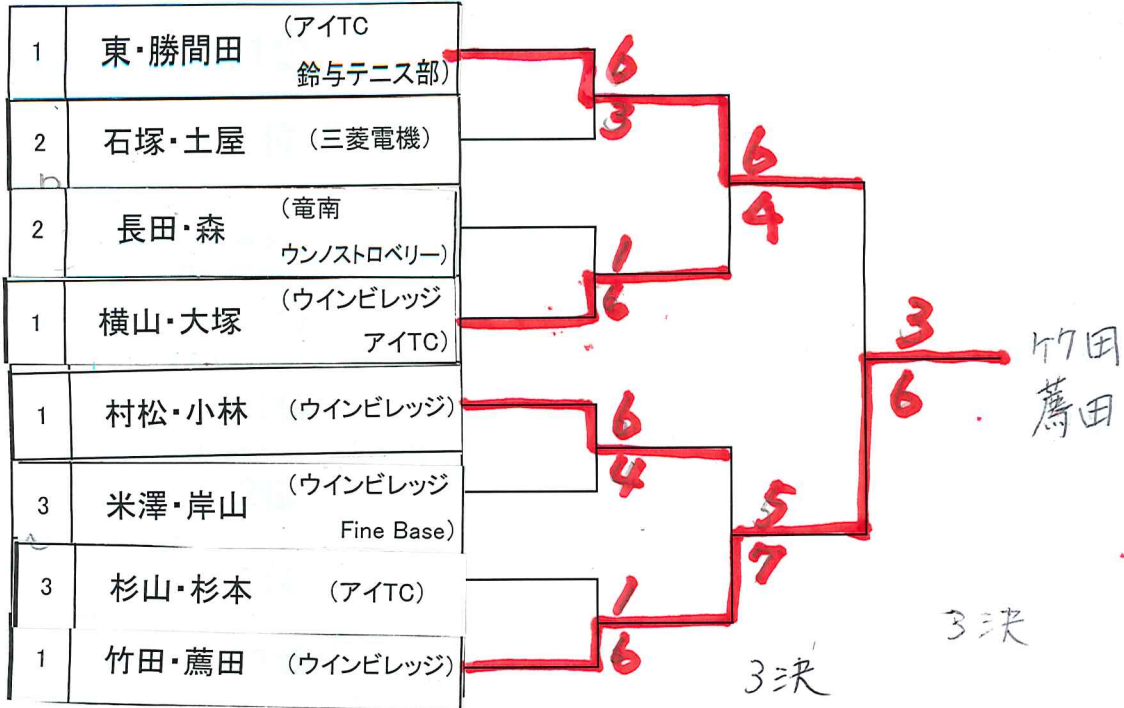 1 東・勝間田 (アイTC
鈴与テニス部)
6
3
2 石塚・土屋 (三菱電機)
6
4
2 長田・森 (竜南
ウンノストロベリー)
1
6
1 横山・大塚 (ウインビレッジ
アイTC)
3
6
竹田
薦田
1 村松・小林 (ウインビレッジ)
6
4
3 米澤・岸山 (ウインビレッジ
Fine Base)
5
7
3 杉山・杉本 (アイTC)
1
6
1 竹田・薦田 (ウインビレッジ)
3決
3決